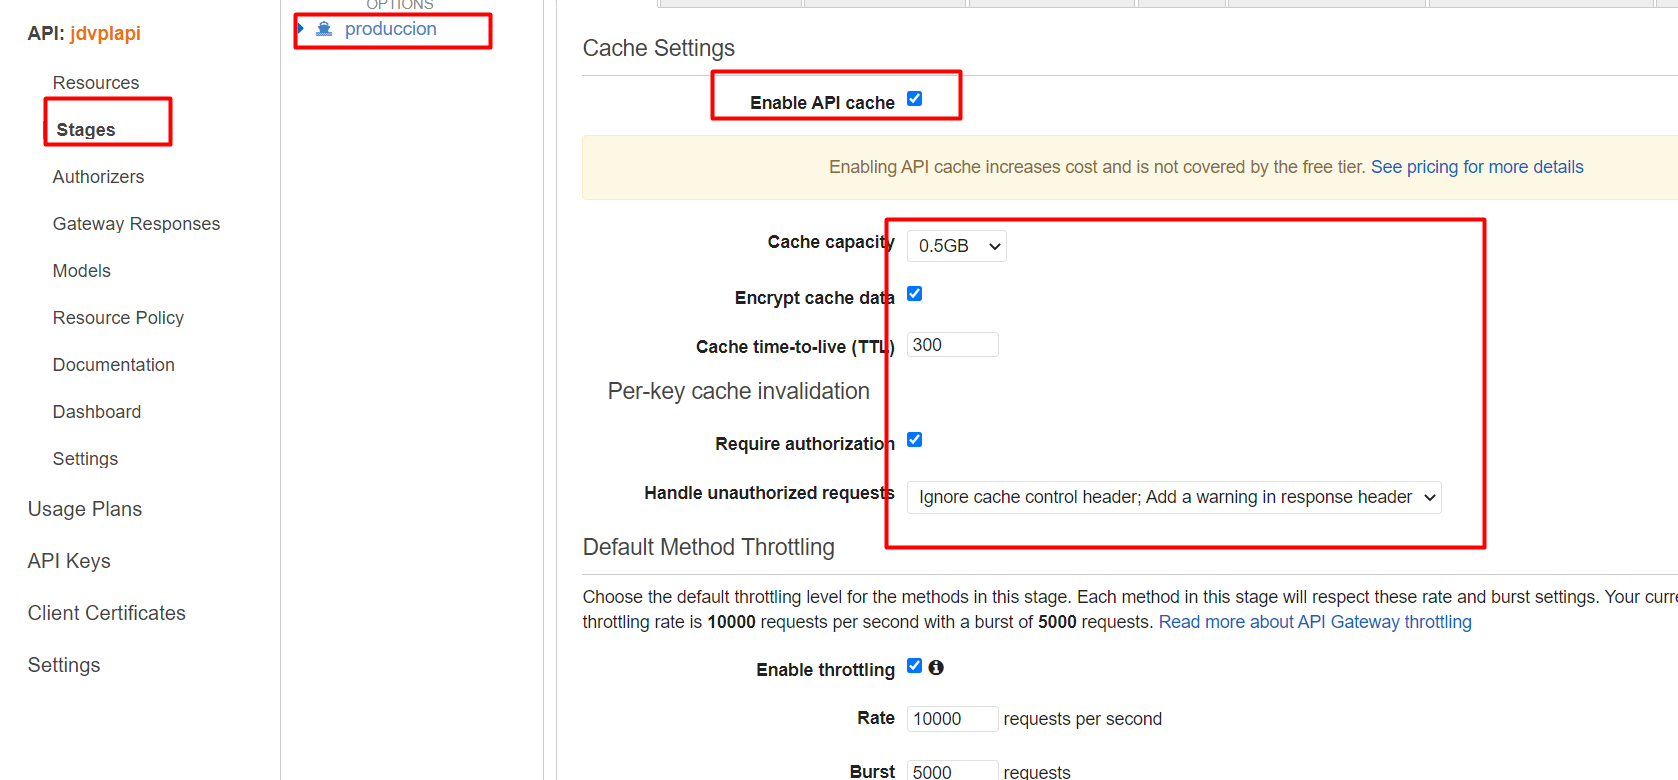 API: jdvplapi
Resources
Stages
Authorizers
Gateway Responses
Models
Resource Policy
Documentation
Dashboard
Settings
Usage Plans
API Keys
Client Certificates
Settings
OPTIONS
produccion
Cache Settings
Enable API cache
Enabling API cache increases cost and is not covered by the free tier. See pricing for more details
Cache capacity 0.5GB
Encrypt cache data
Cache time-to-live (TTL) 300
Per-key cache invalidation
Require authorization
Handle unauthorized requests Ignore cache control header; Add a warning in response header
Default Method Throttling
Choose the default throttling level for the methods in this stage. Each method in this stage will respect these rate and burst settings. Your curre
throttling rate is 10000 requests per second with a burst of 5000 requests. Read more about API Gateway throttling
Enable throttling
Rate 10000 requests per second
Burst 5000 requests